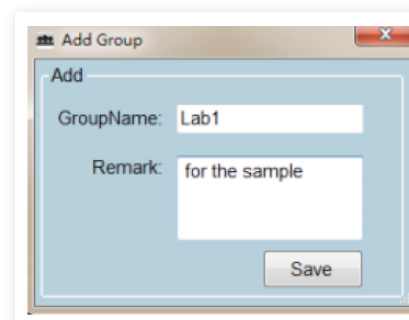 Add Group
Add
GroupName: Lab1
Remark: for the sample
Save